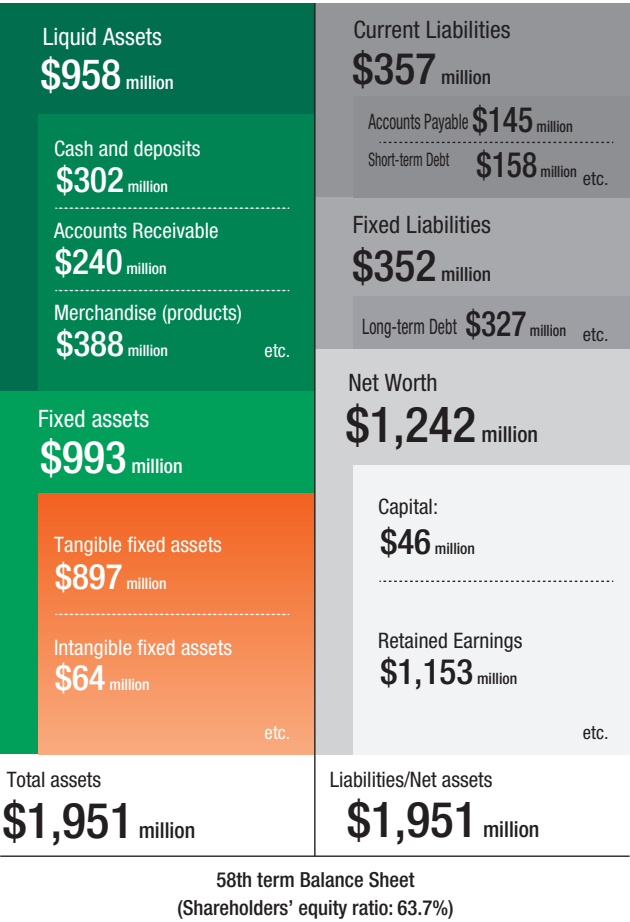 Liquid Assets
$958 million
Cash and deposits
$302 million
Accounts Receivable
$240 million
Merchandise (products)
$388 million etc.
Fixed assets
$993 million
Tangible fixed assets
$897 million
Intangible fixed assets
$64 million
etc.
Total assets
$1,951 million
Current Liabilities
$357 million
Accounts Payable $145 million
Short-term Debt $158 million etc.
Fixed Liabilities
$352 million
Long-term Debt $327 million etc.
Net Worth
$1,242 million
Capital:
$46 million
Retained Earnings
$1,153 million
etc.
Liabilities/Net assets
$1,951 million
58th term Balance Sheet
(Shareholders' equity ratio: 63.7%)